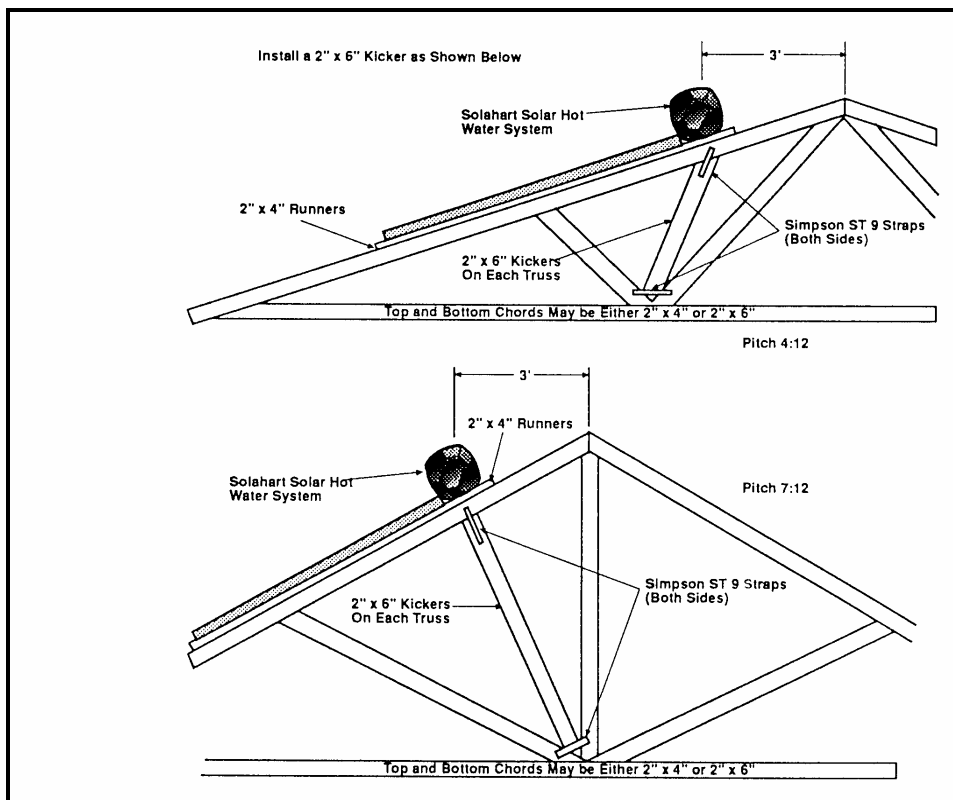 Install a 2" x 6" Kicker as Shown Below
3'
Solahart Solar Hot
Water System
2" x 4" Runners
Simpson ST 9 Straps
(Both Sides)
2" x 6" Kickers
On Each Truss
Top and Bottom Chords May be Either 2" x 4" or 2" x 6"
Pitch 4:12
3'
2" x 4" Runners
Solahart Solar Hot
Water System
Pitch 7:12
Simpson ST 9 Straps
(Both Sides)
2" x 6" Kickers
On Each Truss
Top and Bottom Chords May be Either 2" x 4" or 2" x 6"